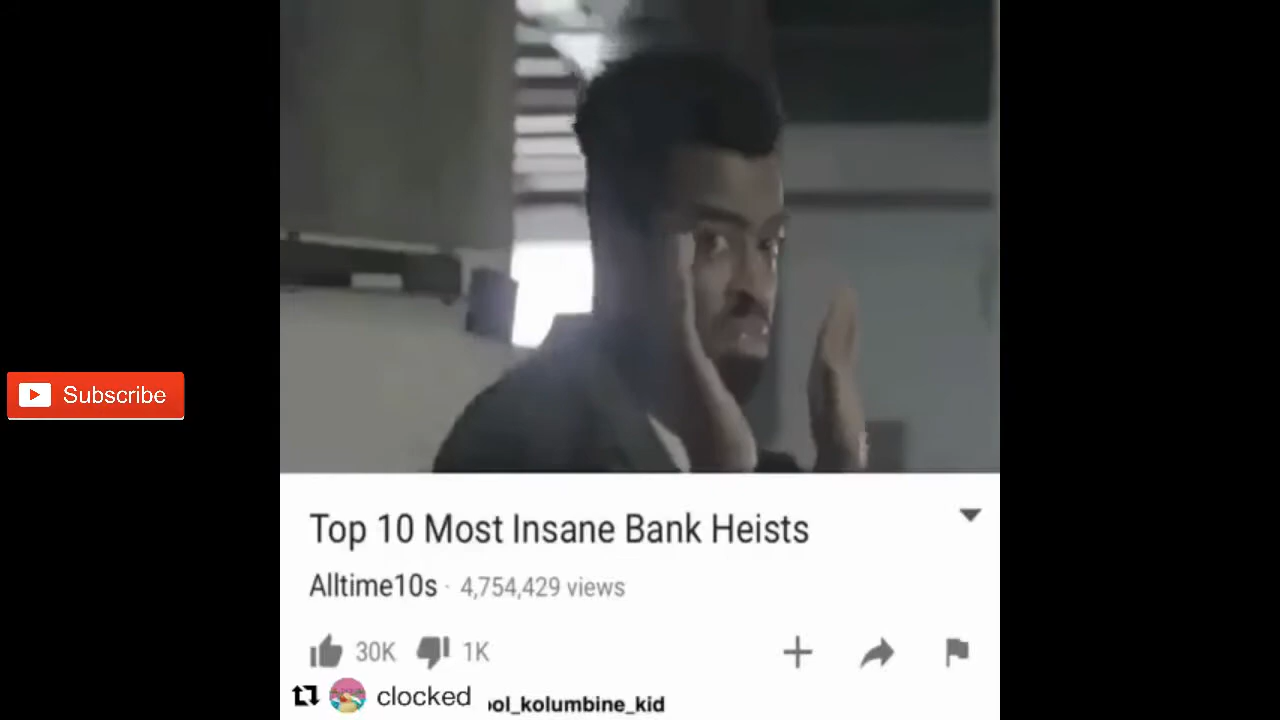 Subscribe
Top 10 Most Insane Bank Heists
Alltime10s · 4,754,429 views
30K 1K
clocked
ol_kolumbine_kid